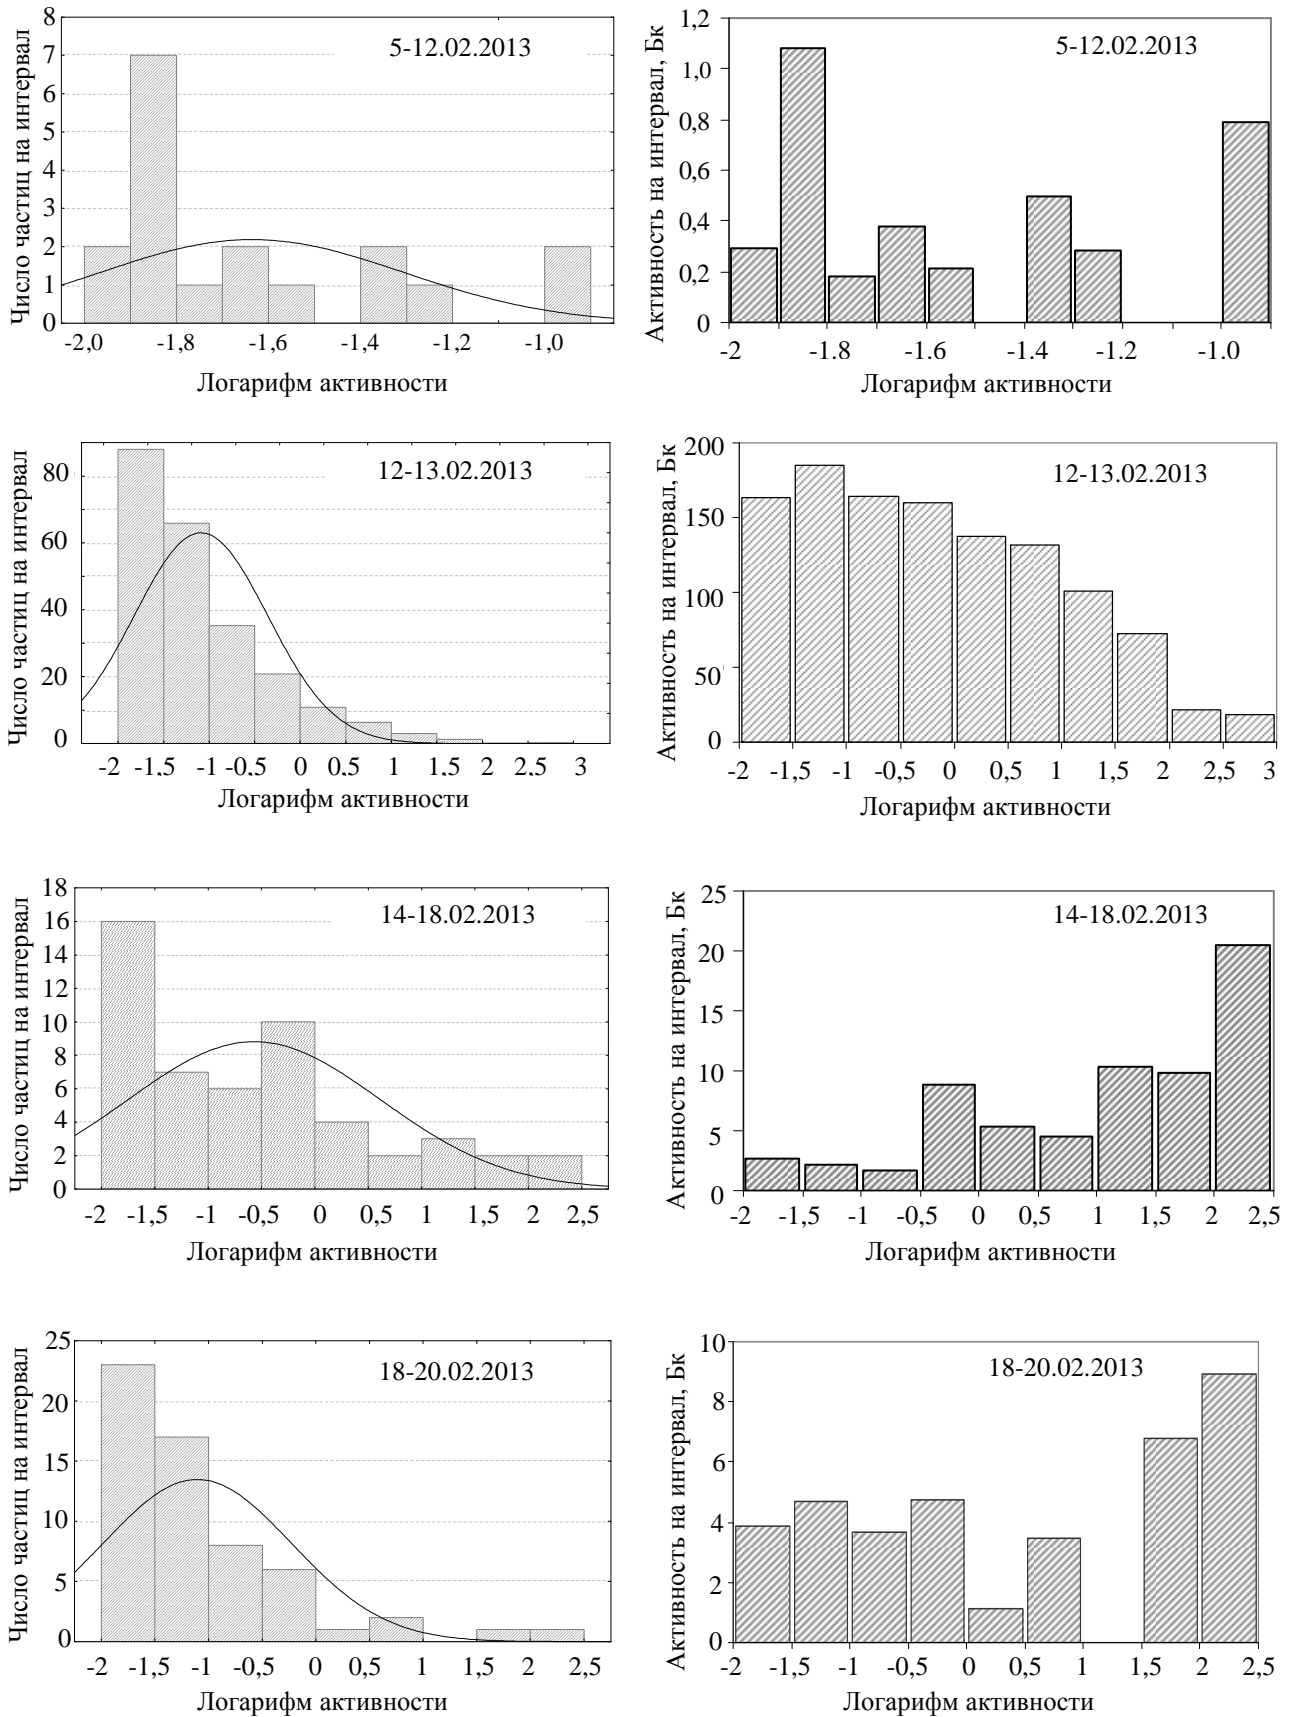 Число частиц на интервал
8
7
6
5
4
3
2
1
0
5-12.02.2013
-2,0 -1,8 -1,6 -1,4 -1,2 -1,0
Логарифм активности
Активность на интервал, Бк
1,2
1,0
0,8
0,6
0,4
0,2
0
5-12.02.2013
-2 -1.8 -1.6 -1.4 -1.2 -1.0
Логарифм активности
Число частиц на интервал
80
60
40
20
0
12-13.02.2013
-2 -1.5 -1 -0.5 0 0.5 1 1.5 2 2.5 3
Логарифм активности
Активность на интервал, Бк
200
150
100
50
0
12-13.02.2013
-2 -1,5 -1 -0,5 0 0,5 1 1,5 2 2,5 3
Логарифм активности
Число частиц на интервал
18
16
14
12
10
8
6
4
2
0
14-18.02.2013
-2 -1,5 -1 -0,5 0 0,5 1 1,5 2 2,5
Логарифм активности
Активность на интервал, Бк
25
20
15
10
5
0
14-18.02.2013
-2 -1,5 -1 -0,5 0 0,5 1 1,5 2 2,5
Логарифм активности
Число частиц на интервал
25
20
15
10
5
0
18-20.02.2013
-2 -1,5 -1 -0,5 0 0,5 1 1,5 2 2,5
Логарифм активности
Активность на интервал, Бк
10
8
6
4
2
0
18-20.02.2013
-2 -1,5 -1 -0,5 0 0,5 1 1,5 2 2,5
Логарифм активности